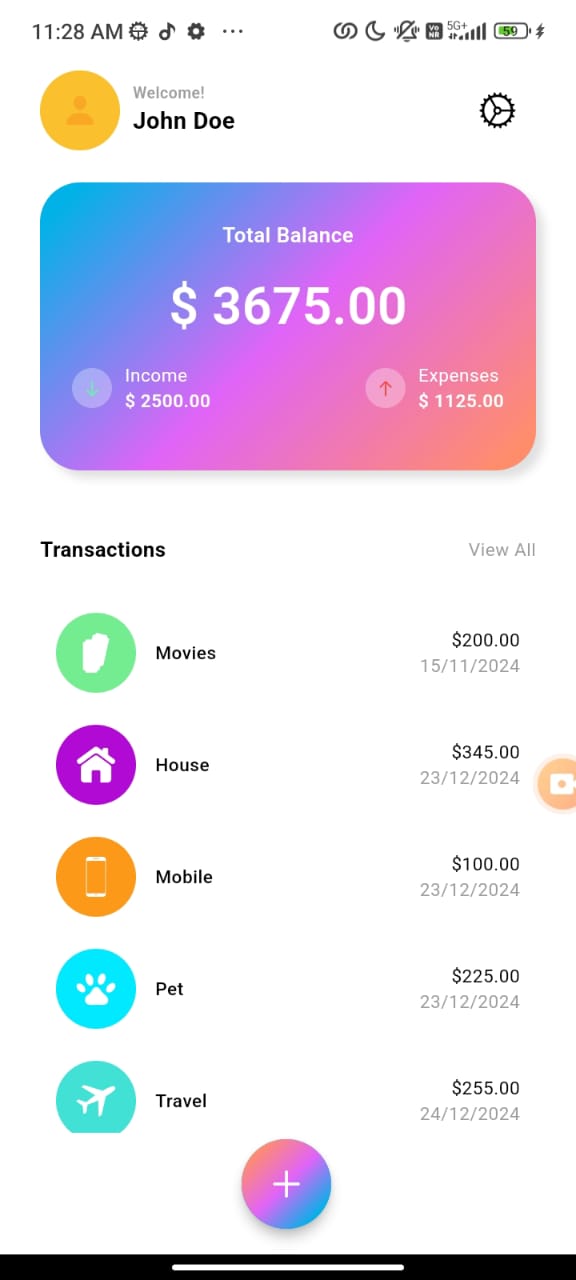 11:28 AM
Vo
NR
5G+
59
Welcome!
John Doe
Total Balance
$ 3675.00
Income
$ 2500.00
Expenses
$ 1125.00
Transactions
View All
Movies
$200.00
15/11/2024
House
$345.00
23/12/2024
Mobile
$100.00
23/12/2024
Pet
$225.00
23/12/2024
Travel
$255.00
24/12/2024